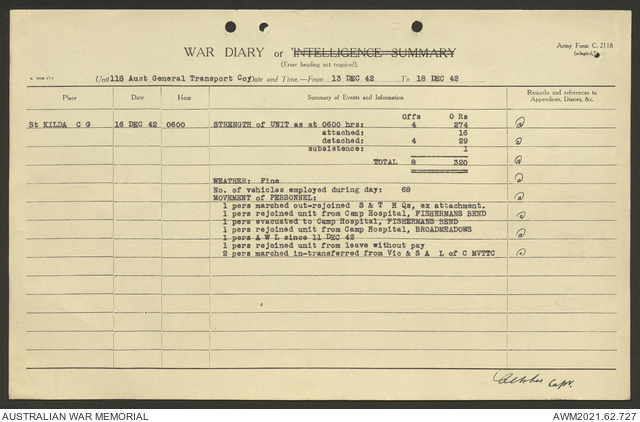 WAR DIARY or INTELLIGENCE SUMMARY
Army Form C. 2118
(Erase heading not required).
Unit 118 Aust General Transport Coy Date and Time.—From 13 DEC 42 To 18 DEC 42
Place Date Hour Summary of Events and Information Remarks and references to Appendices, Diaries, &c.
Offs O Rs
St KILDA C G 16 DEC 42 0600 STRENGTH of UNIT as at 0600 hrs: 4 274
attached: 16
detached: 4 29
subsistence: 1
TOTAL 8 320
WEATHER: Fine
No. of vehicles employed during day: 68
MOVEMENT of PERSONNEL:
1 pers marched out-rejoined S & T H Qs, ex attachment.
1 pers rejoined unit from Camp Hospital, FISHERMANS BEND
1 pers evacuated to Camp Hospital, FISHERMANS BEND
1 pers rejoined unit from Camp Hospital, BROADMEADOWS
1 pers A W L since 11 DEC 42
1 pers rejoined unit from leave without pay
2 pers marched in-transferred from Vic & S A L of C MVTTC
Capt.
AUSTRALIAN WAR MEMORIAL
AWM2021.62.727